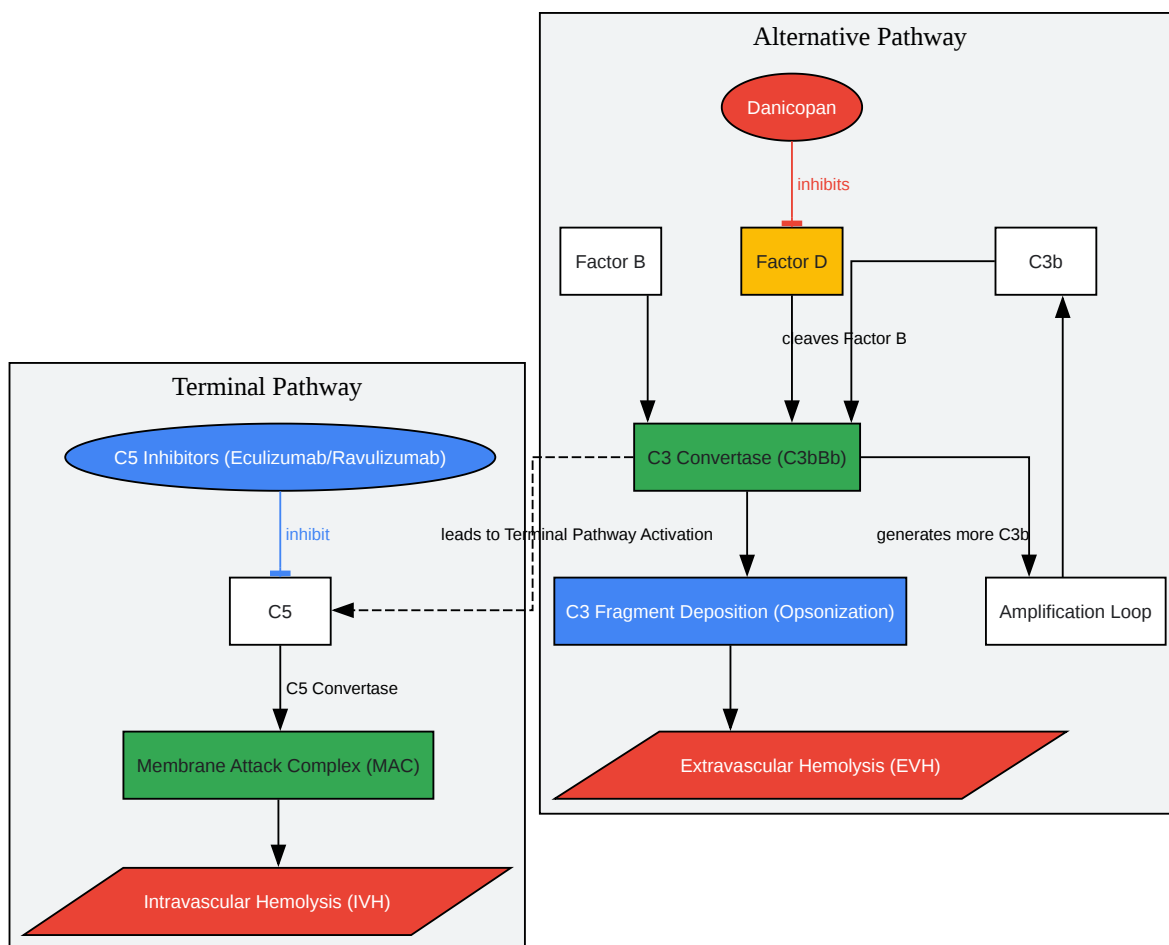 Alternative Pathway
Danicopan
inhibits
Factor B
Factor D
C3b
cleaves Factor B
Terminal Pathway
C5 Inhibitors (Eculizumab/Ravulizumab)
C3 Convertase (C3bBb)
inhibit
leads to Terminal Pathway Activation
generates more C3b
C5
C3 Fragment Deposition (Opsonization)
Amplification Loop
C5 Convertase
Membrane Attack Complex (MAC)
Extravascular Hemolysis (EVH)
Intravascular Hemolysis (IVH)